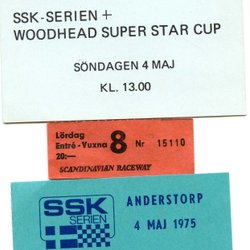 SSK-SERIEN +
WOODHEAD SUPER STAR CUP
SÖNDAGEN 4 MAJ
KL. 13.00
Lördag
Entré - Vuxna 8 Nr 15110
20:—
SCANDINAVIAN RACEWAY
SSK
SERIEN
ANDERSTORP
4 MAJ 1975